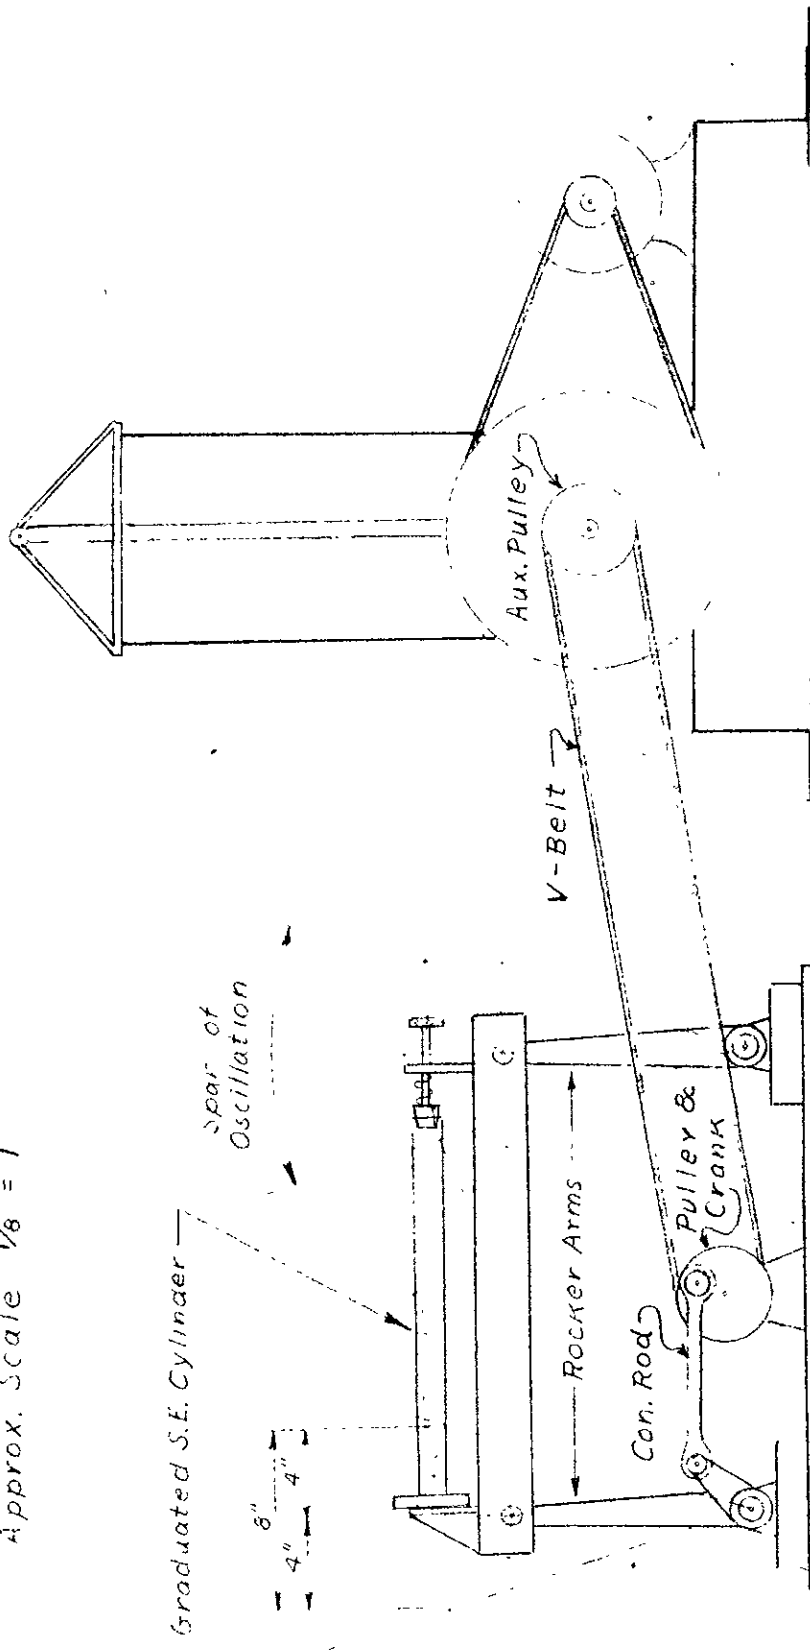 Approx. Scale 1/8 = 1
Graduated S.E. Cylinder
8"
4" 4"
Span of
Oscillation
Rocker Arms
Con. Rod
Pulley &
Crank
V-Belt
Aux. Pulley